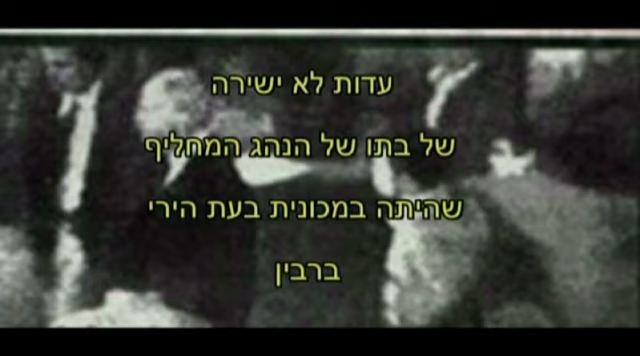 עדות לא ישירה
של בתו של הנהג המחליף
שהיתה במכונית בעת הירי
ברבין